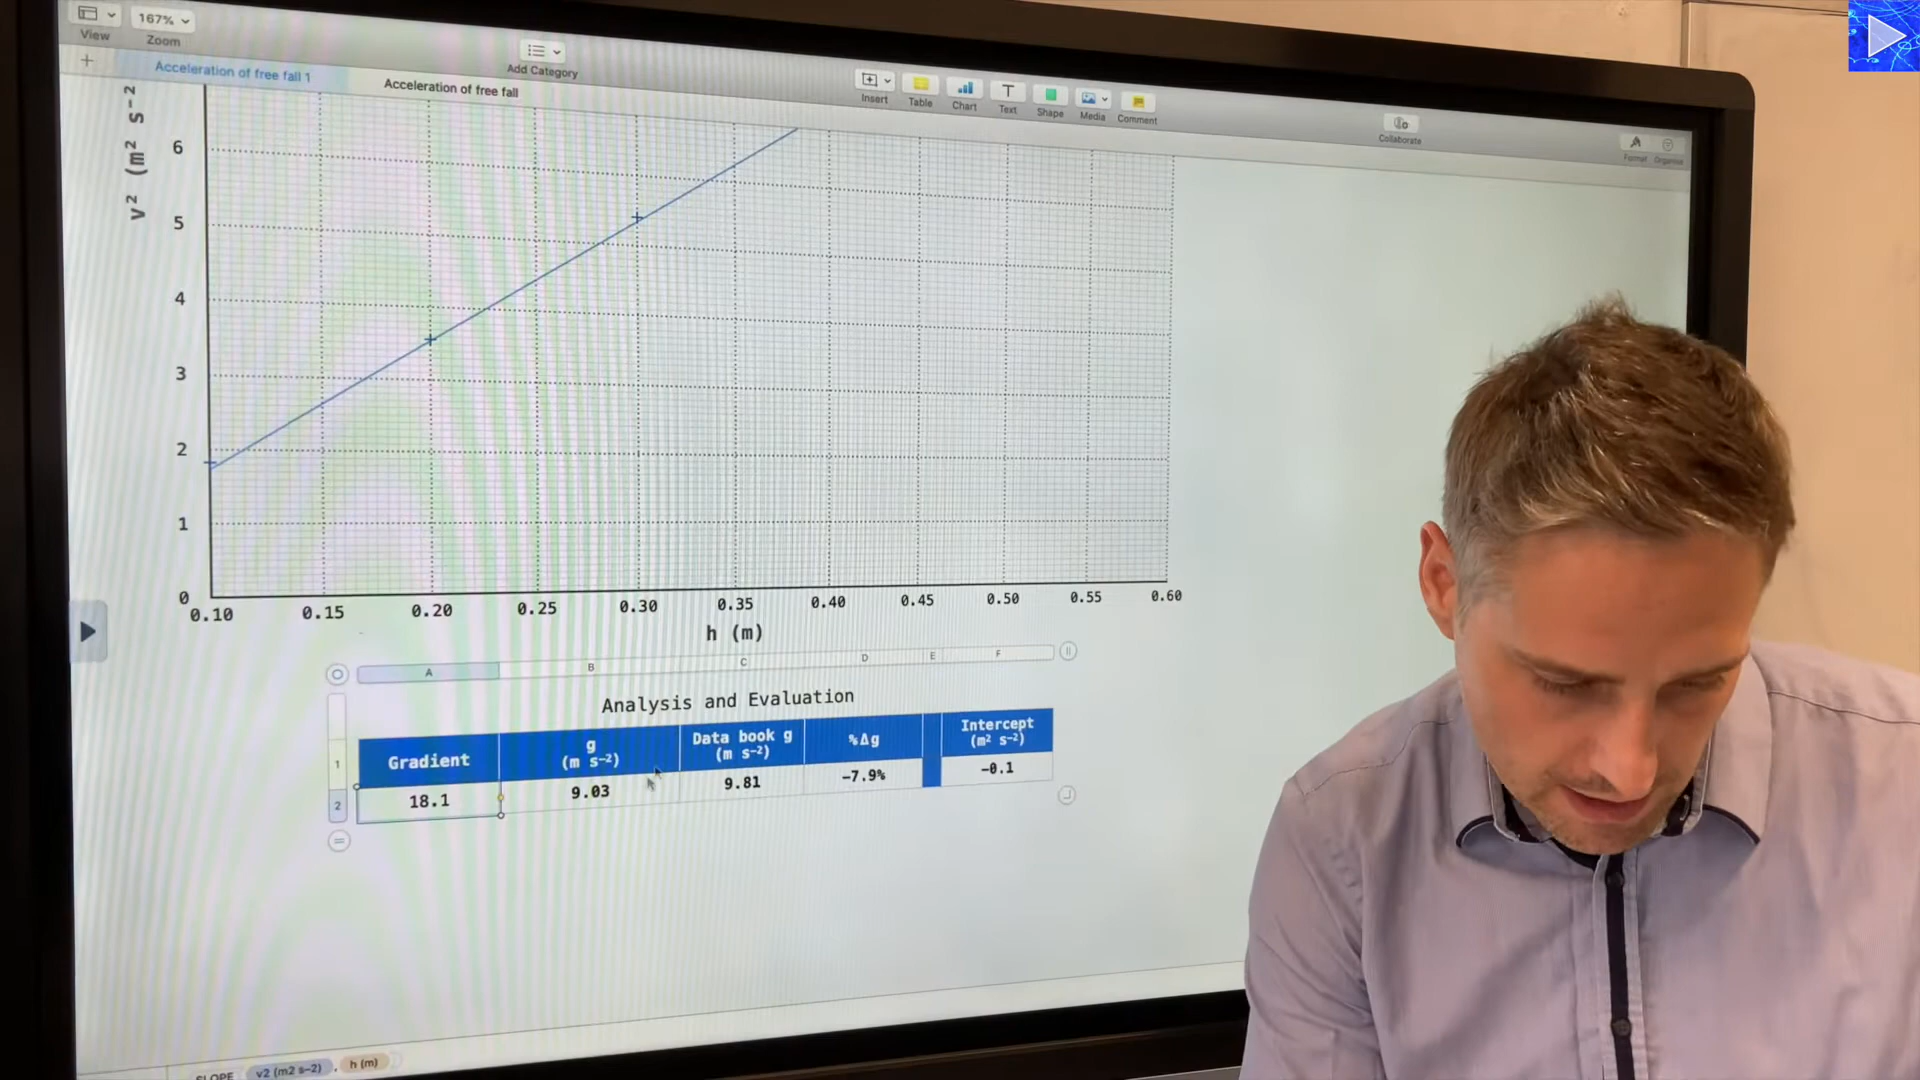 167%
View
Zoom
Add Category
Insert
Table
Chart
Text
Shape
Media
Comment
Collaborate
Format
Organise
Acceleration of free fall 1
Acceleration of free fall
v² (m² s-2
6
5
4
3
2
1
0
0.10 0.15 0.20 0.25 0.30 0.35 0.40 0.45 0.50 0.55 0.60
h (m)
A B C D E F
Analysis and Evaluation
1
Gradient
g
(m s⁻²)
Data book g
(m s⁻²)
%Δg
Intercept
(m² s⁻²)
2
18.1 9.03 9.81 -7.9% -0.1
SLOPE v2 (m2 s-2) , h (m)